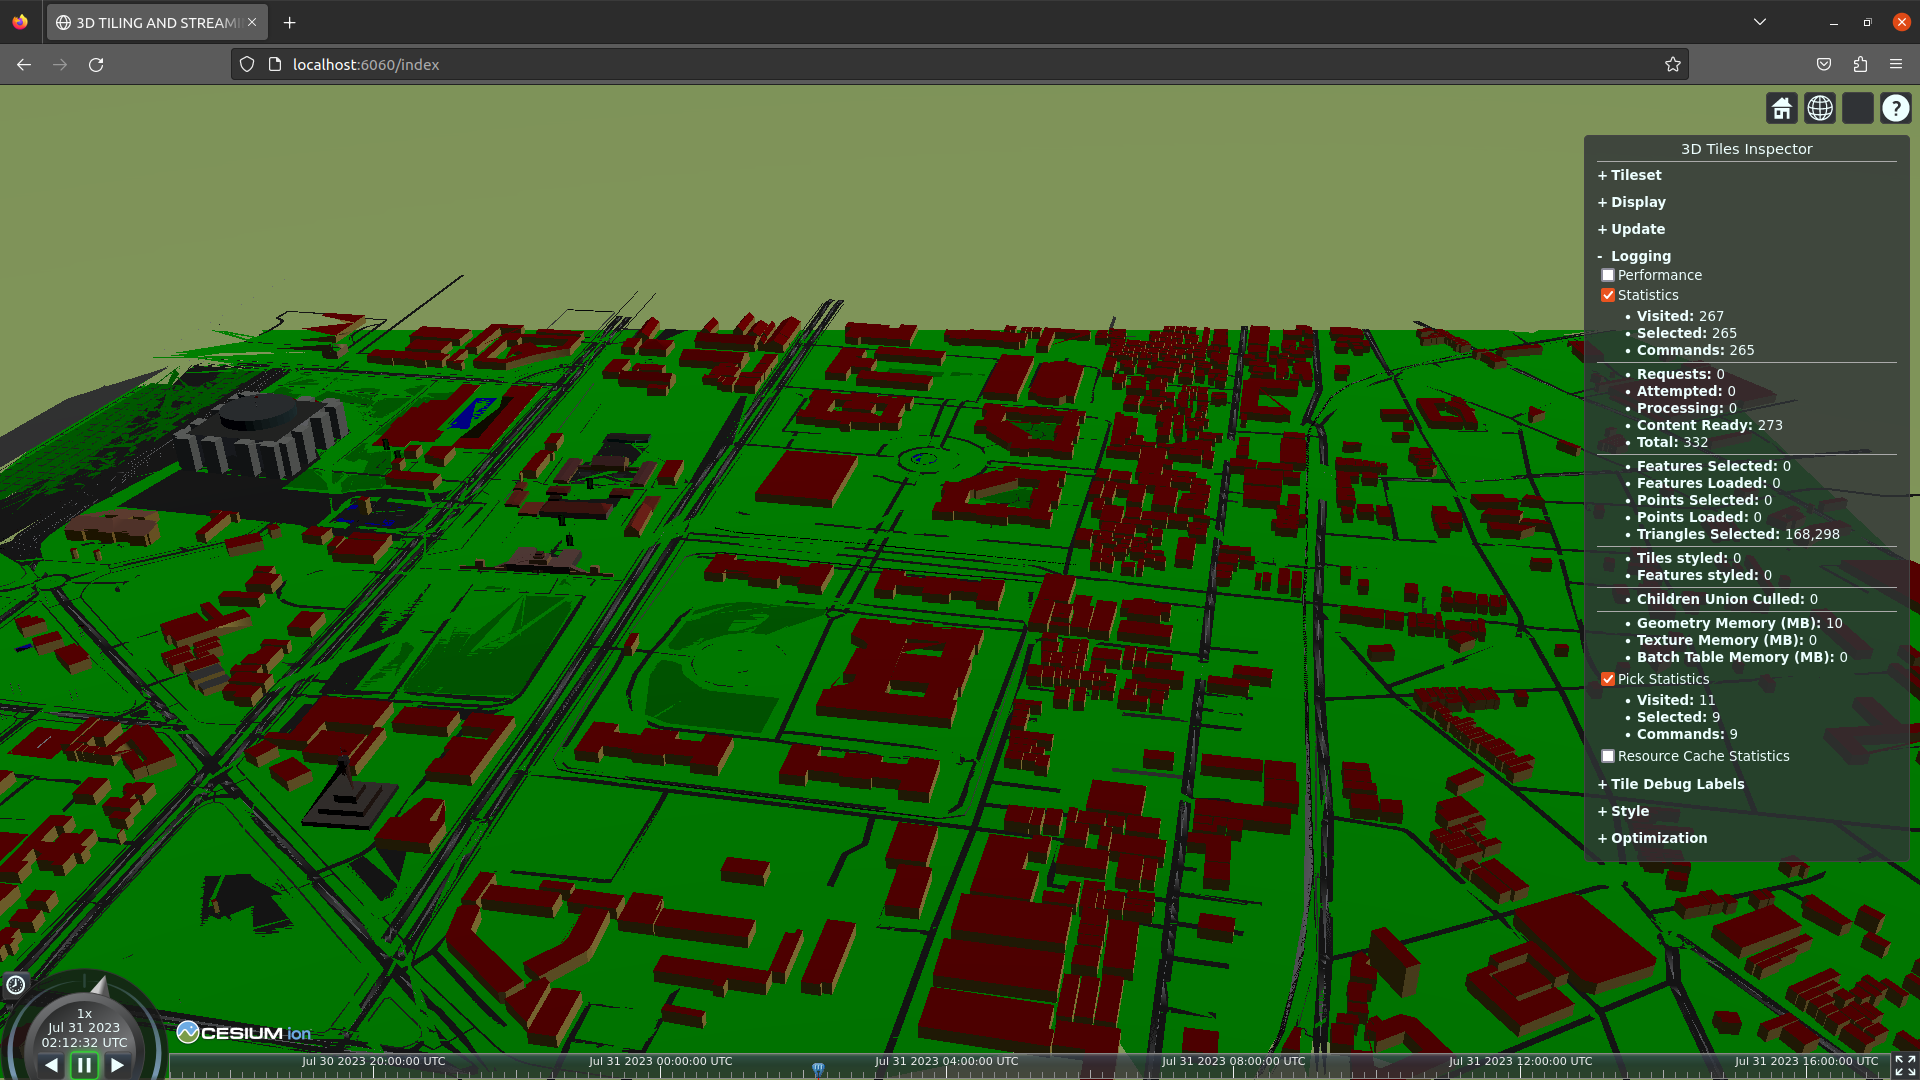 3D TILING AND STREAMI
localhost:6060/index
?
3D Tiles Inspector
+ Tileset
+ Display
+ Update
- Logging
Performance
Statistics
• Visited: 267
• Selected: 265
• Commands: 265
• Requests: 0
• Attempted: 0
• Processing: 0
• Content Ready: 273
• Total: 332
• Features Selected: 0
• Features Loaded: 0
• Points Selected: 0
• Points Loaded: 0
• Triangles Selected: 168,298
• Tiles styled: 0
• Features styled: 0
• Children Union Culled: 0
• Geometry Memory (MB): 10
• Texture Memory (MB): 0
• Batch Table Memory (MB): 0
Pick Statistics
• Visited: 11
• Selected: 9
• Commands: 9
Resource Cache Statistics
+ Tile Debug Labels
+ Style
+ Optimization
1x
Jul 31 2023
02:12:32 UTC
CESIUM ion
Jul 30 2023 20:00:00 UTC
Jul 31 2023 00:00:00 UTC
Jul 31 2023 04:00:00 UTC
Jul 31 2023 08:00:00 UTC
Jul 31 2023 12:00:00 UTC
Jul 31 2023 16:00:00 UTC